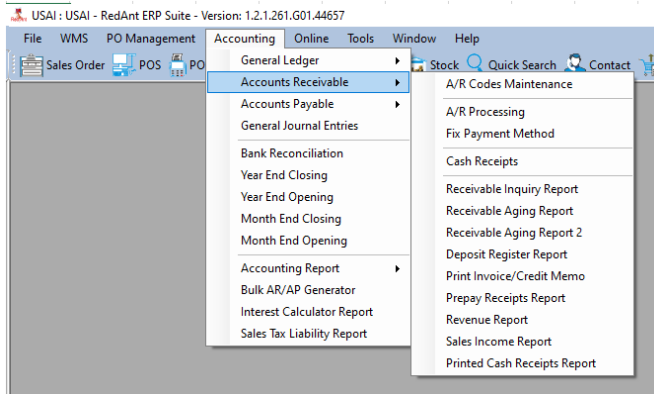 USAI : USAI - RedAnt ERP Suite - Version: 1.2.1.261.G01.44657
File WMS PO Management Accounting Online Tools Window Help
Sales Order POS PO Stock Quick Search Contact
General Ledger
Accounts Receivable
Accounts Payable
General Journal Entries
Bank Reconciliation
Year End Closing
Year End Opening
Month End Closing
Month End Opening
Accounting Report
Bulk AR/AP Generator
Interest Calculator Report
Sales Tax Liability Report
A/R Codes Maintenance
A/R Processing
Fix Payment Method
Cash Receipts
Receivable Inquiry Report
Receivable Aging Report
Receivable Aging Report 2
Deposit Register Report
Print Invoice/Credit Memo
Prepay Receipts Report
Revenue Report
Sales Income Report
Printed Cash Receipts Report